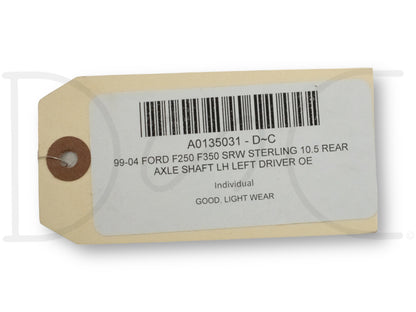 A0135031 - D~C
99-04 FORD F250 F350 SRW STERLING 10.5 REAR
AXLE SHAFT LH LEFT DRIVER OE
Individual
GOOD, LIGHT WEAR